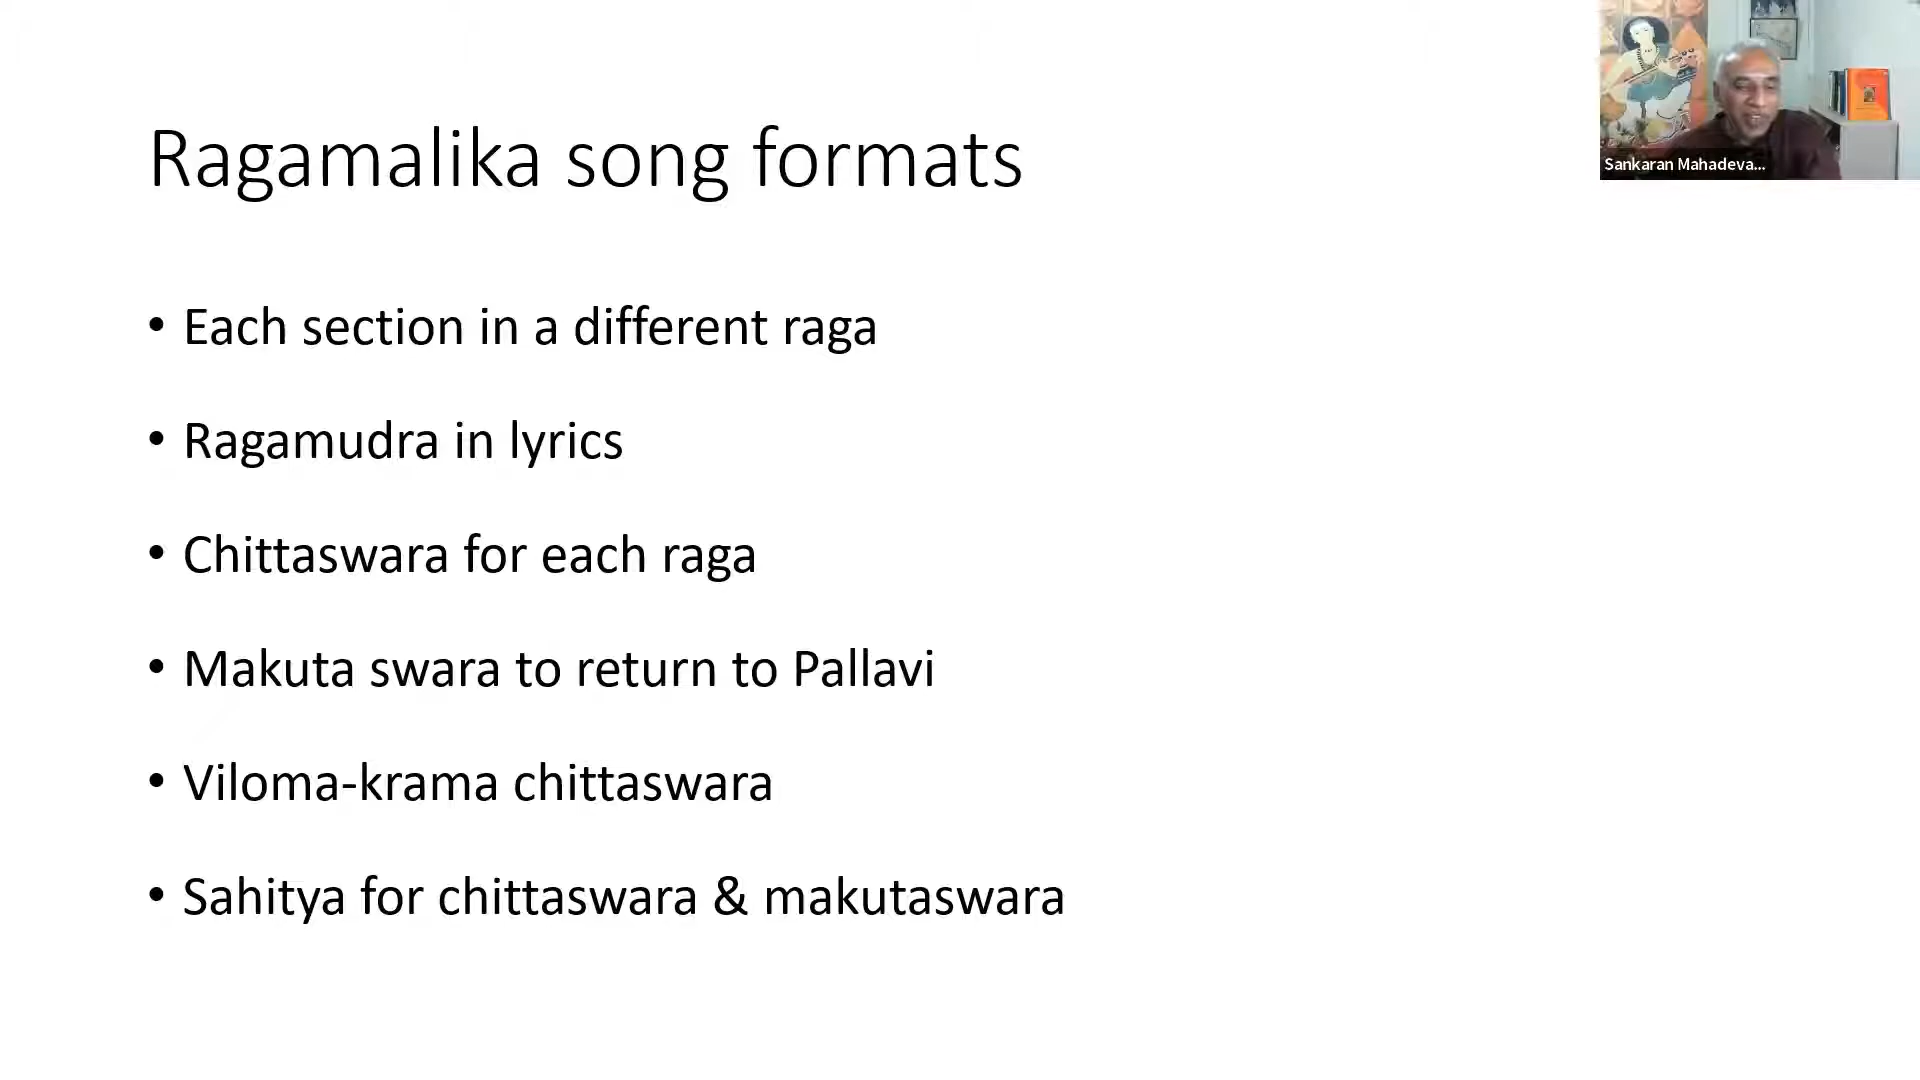 Ragamalika song formats
• Each section in a different raga
• Ragamudra in lyrics
• Chittaswara for each raga
• Makuta swara to return to Pallavi
• Viloma-krama chittaswara
• Sahitya for chittaswara & makutaswara
Sankaran Mahadeva...